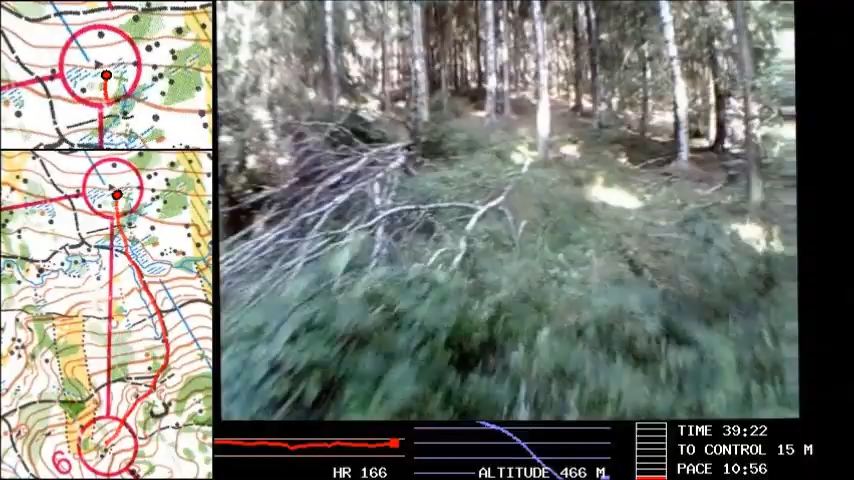 6
HR 166
ALTITUDE 466 M
TIME 39:22
TO CONTROL 15 M
PACE 10:56